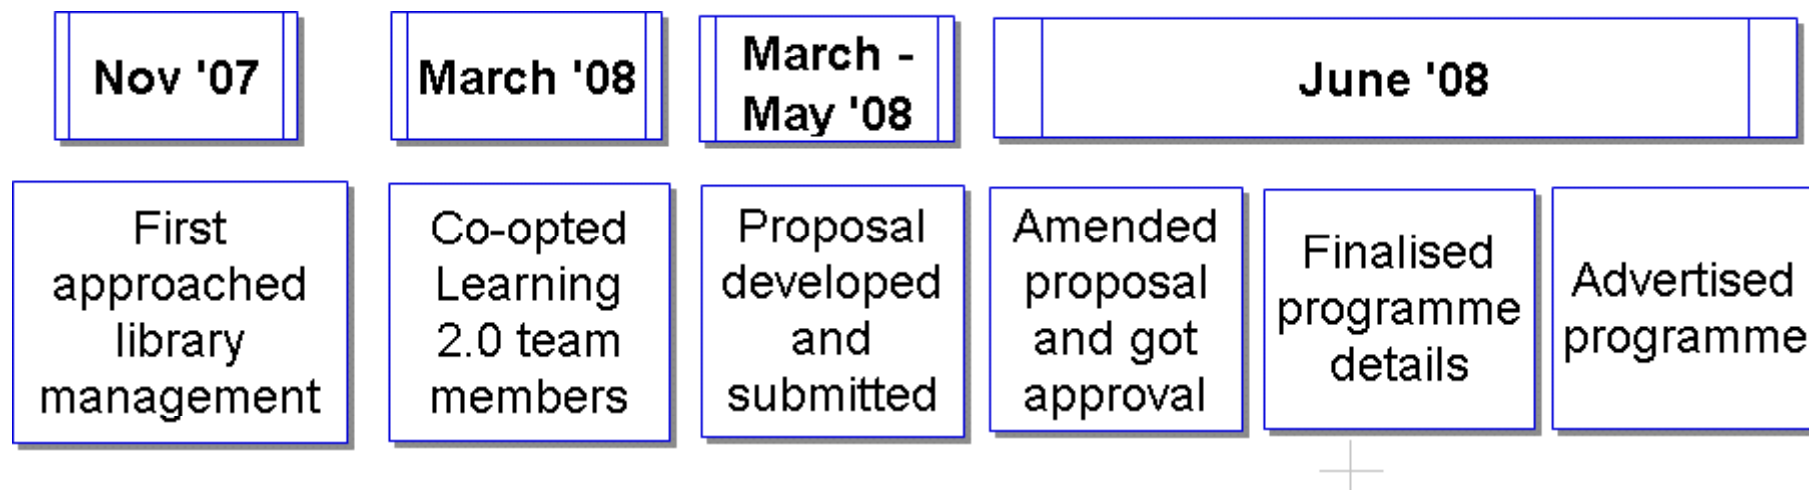 Nov '07
March '08
March -
May '08
June '08
First
approached
library
management
Co-opted
Learning
2.0 team
members
Proposal
developed
and
submitted
Amended
proposal
and got
approval
Finalised
programme
details
Advertised
programme